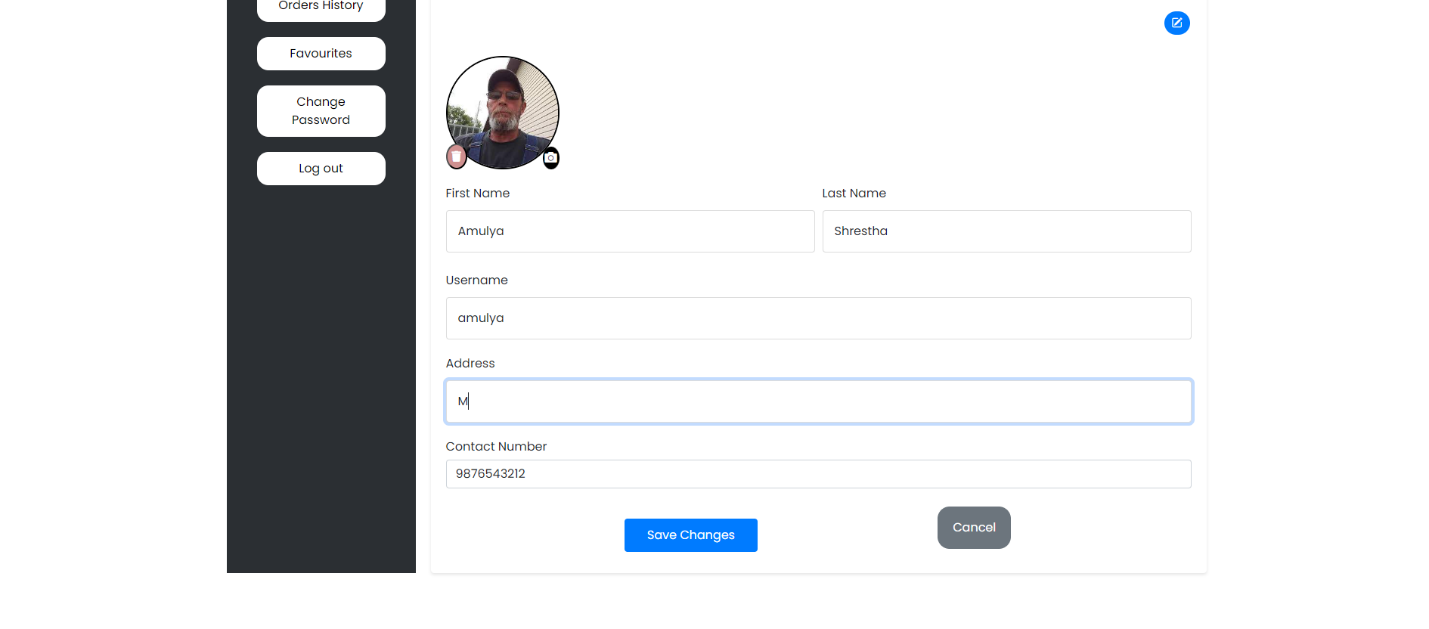 Orders History
Favourites
Change
Password
Log out
First Name
Last Name
Amulya
Shrestha
Username
amulya
Address
M
Contact Number
9876543212
Save Changes
Cancel